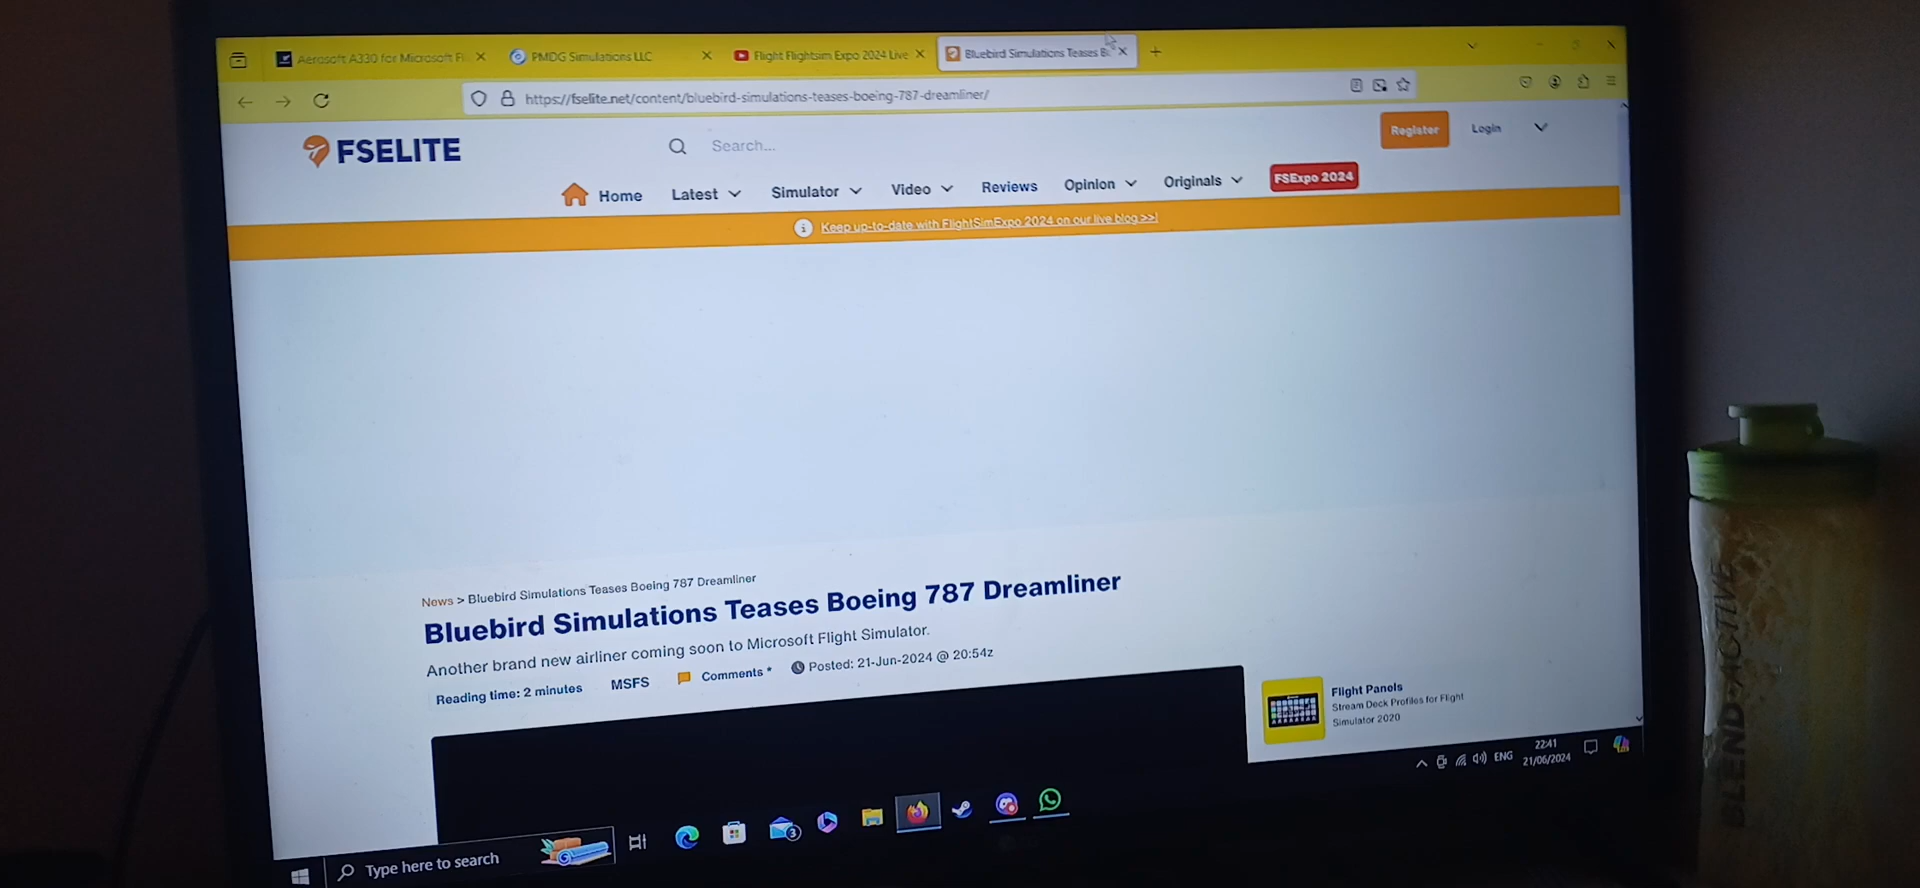 Aerosoft A330 for Microsoft Fl
PMDG Simulations LLC
Flight Flightsim Expo 2024 Live
Bluebird Simulations Teases B
https://fselite.net/content/bluebird-simulations-teases-boeing-787-dreamliner/
FSELITE
Search...
Register
Login
Home
Latest
Simulator
Video
Reviews
Opinion
Originals
FSExpo 2024
Keep up-to-date with FlightSimExpo 2024 on our live blog >>!
News > Bluebird Simulations Teases Boeing 787 Dreamliner
Bluebird Simulations Teases Boeing 787 Dreamliner
Another brand new airliner coming soon to Microsoft Flight Simulator.
Reading time: 2 minutes
MSFS
Comments *
Posted: 21-Jun-2024 @ 20:54z
Flight Panels
Stream Deck Profiles for Flight
Simulator 2020
Type here to search
3
ENG
22:41
21/06/2024
BLEND-ACTIVE